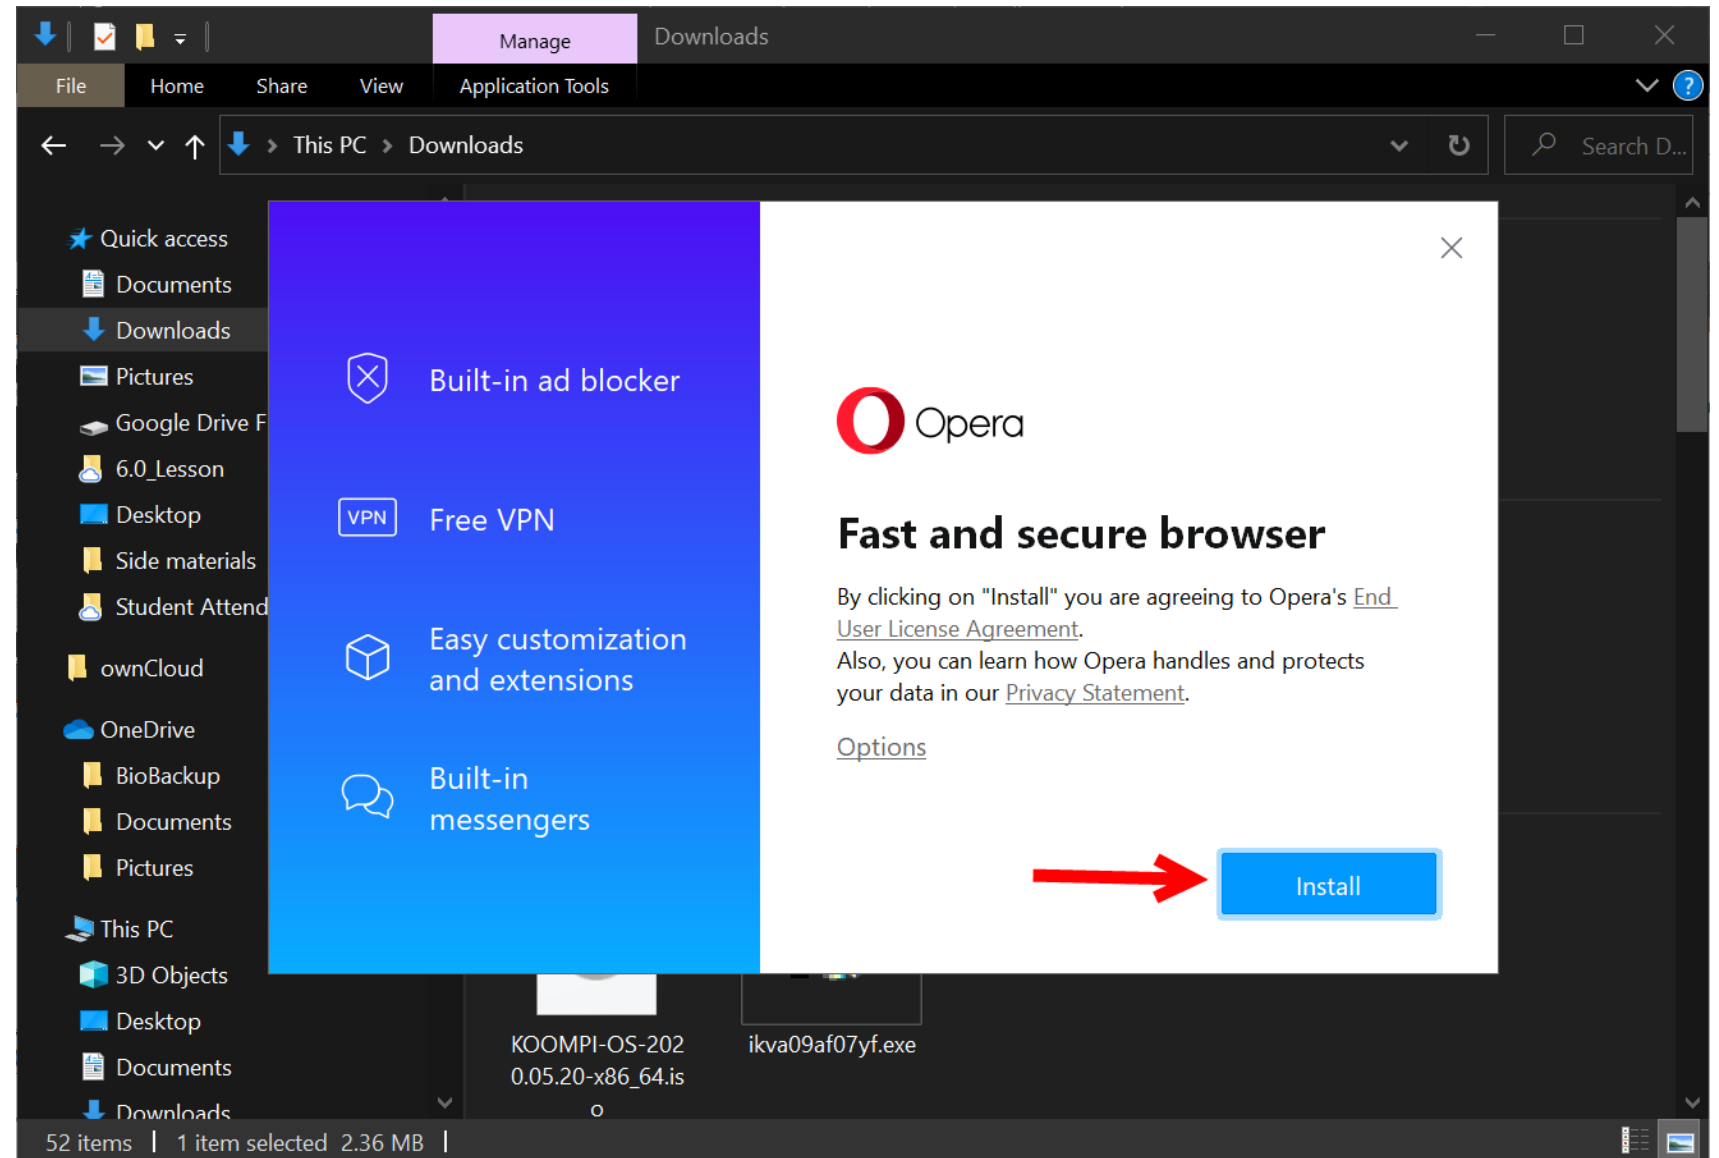 Manage
Downloads
File
Home
Share
View
Application Tools
?
This PC
Downloads
Search D...
Quick access
Documents
Downloads
Pictures
Google Drive F
6.0_Lesson
Desktop
Side materials
Student Attend
ownCloud
OneDrive
BioBackup
Documents
Pictures
This PC
3D Objects
Desktop
Documents
Downloads
Built-in ad blocker
VPN
Free VPN
Easy customization
and extensions
Built-in
messengers
Opera
Fast and secure browser
By clicking on "Install" you are agreeing to Opera's End
User License Agreement.
Also, you can learn how Opera handles and protects
your data in our Privacy Statement.
Options
Install
KOOMPI-OS-202
0.05.20-x86_64.is
o
ikva09af07yf.exe
52 items
1 item selected 2.36 MB